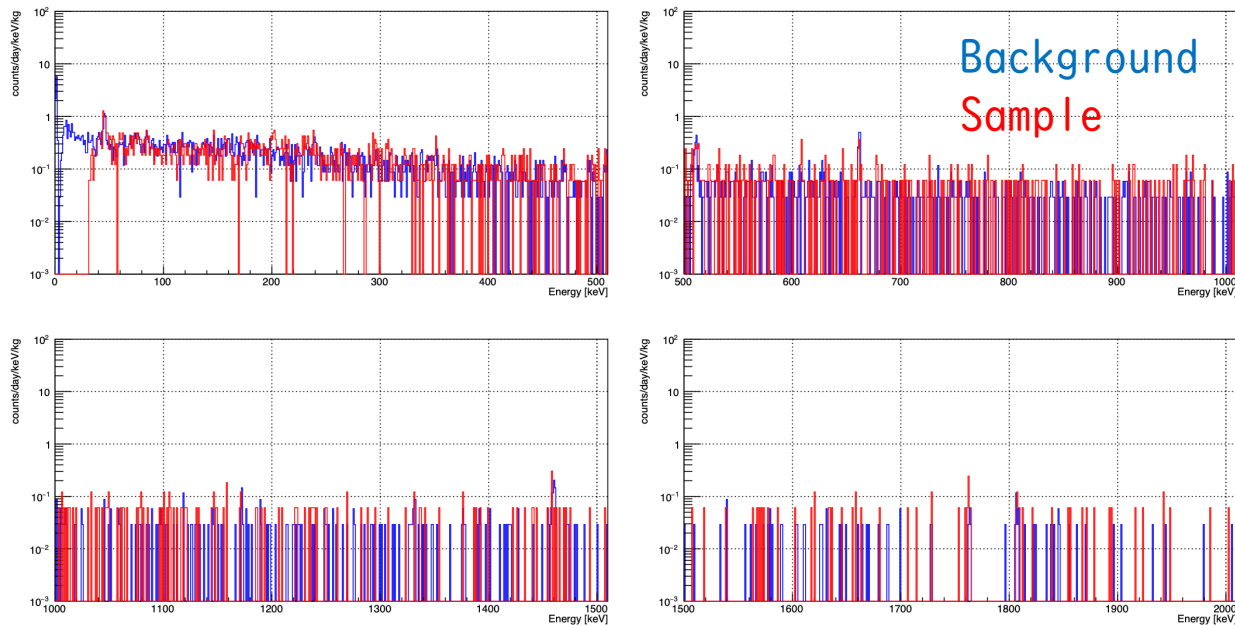 counts/day/keV/kg
10²
10
1
10⁻¹
10⁻²
10⁻³
0 100 200 300 400 500
Energy [keV]
counts/day/keV/kg
10²
10
1
10⁻¹
10⁻²
10⁻³
500 600 700 800 900 1000
Energy [keV]
Background
Sample
counts/day/keV/kg
10²
10
1
10⁻¹
10⁻²
10⁻³
1000 1100 1200 1300 1400 1500
Energy [keV]
counts/day/keV/kg
10²
10
1
10⁻¹
10⁻²
10⁻³
1500 1600 1700 1800 1900 2000
Energy [keV]